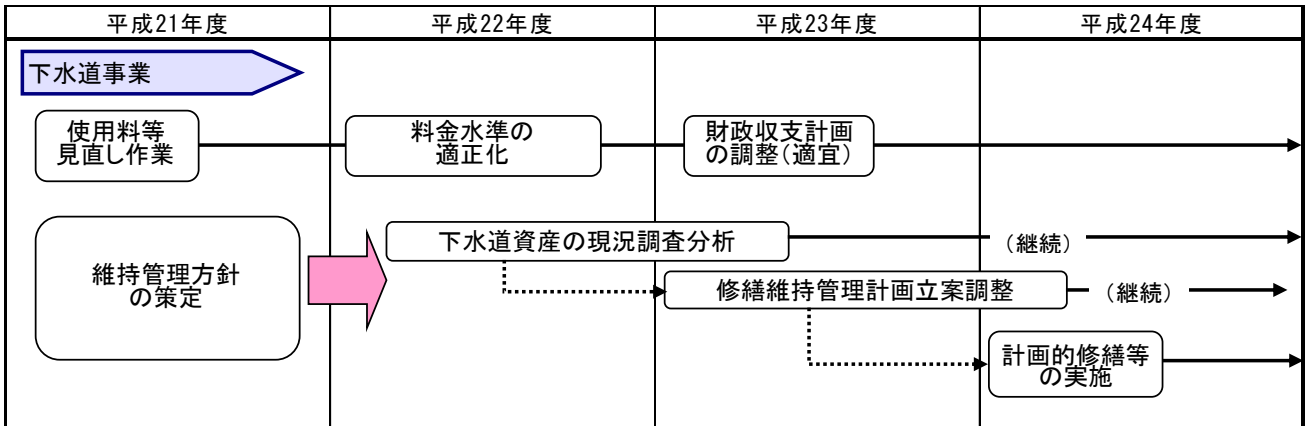 平成21年度
平成22年度
平成23年度
平成24年度
下水道事業
使用料等
見直し作業
料金水準の
適正化
財政収支計画
の調整(適宜)
維持管理方針
の策定
下水道資産の現況調査分析
(継続)
修繕維持管理計画立案調整
(継続)
計画的修繕等
の実施